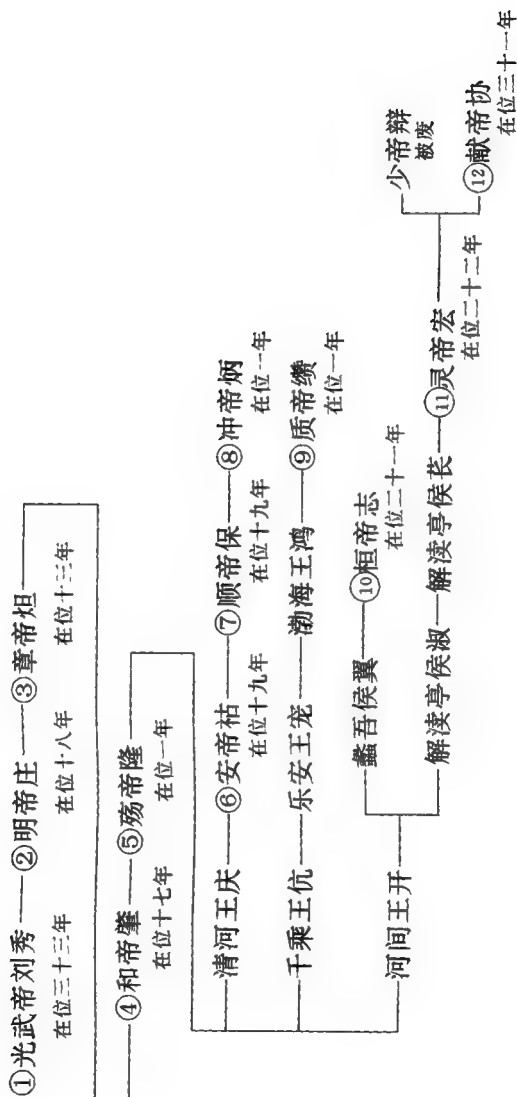 ①光武帝刘秀——②明帝庄——③章帝炟
在位三十三年 在位十八年 在位十三年
④和帝肇——⑤殇帝隆
在位十七年 在位一年
清河王庆——⑥安帝祜——⑦顺帝保——⑧冲帝炳
在位十九年 在位十九年 在位一年
千乘王伉——乐安王宠——渤海王鸿——⑨质帝缵
在位一年
河间王开
蠡吾侯翼——⑩桓帝志
在位二十一年
解渎亭侯淑——解渎亭侯苌——⑪灵帝宏
在位二十二年
少帝辩
被废
⑫献帝协
在位三十一年